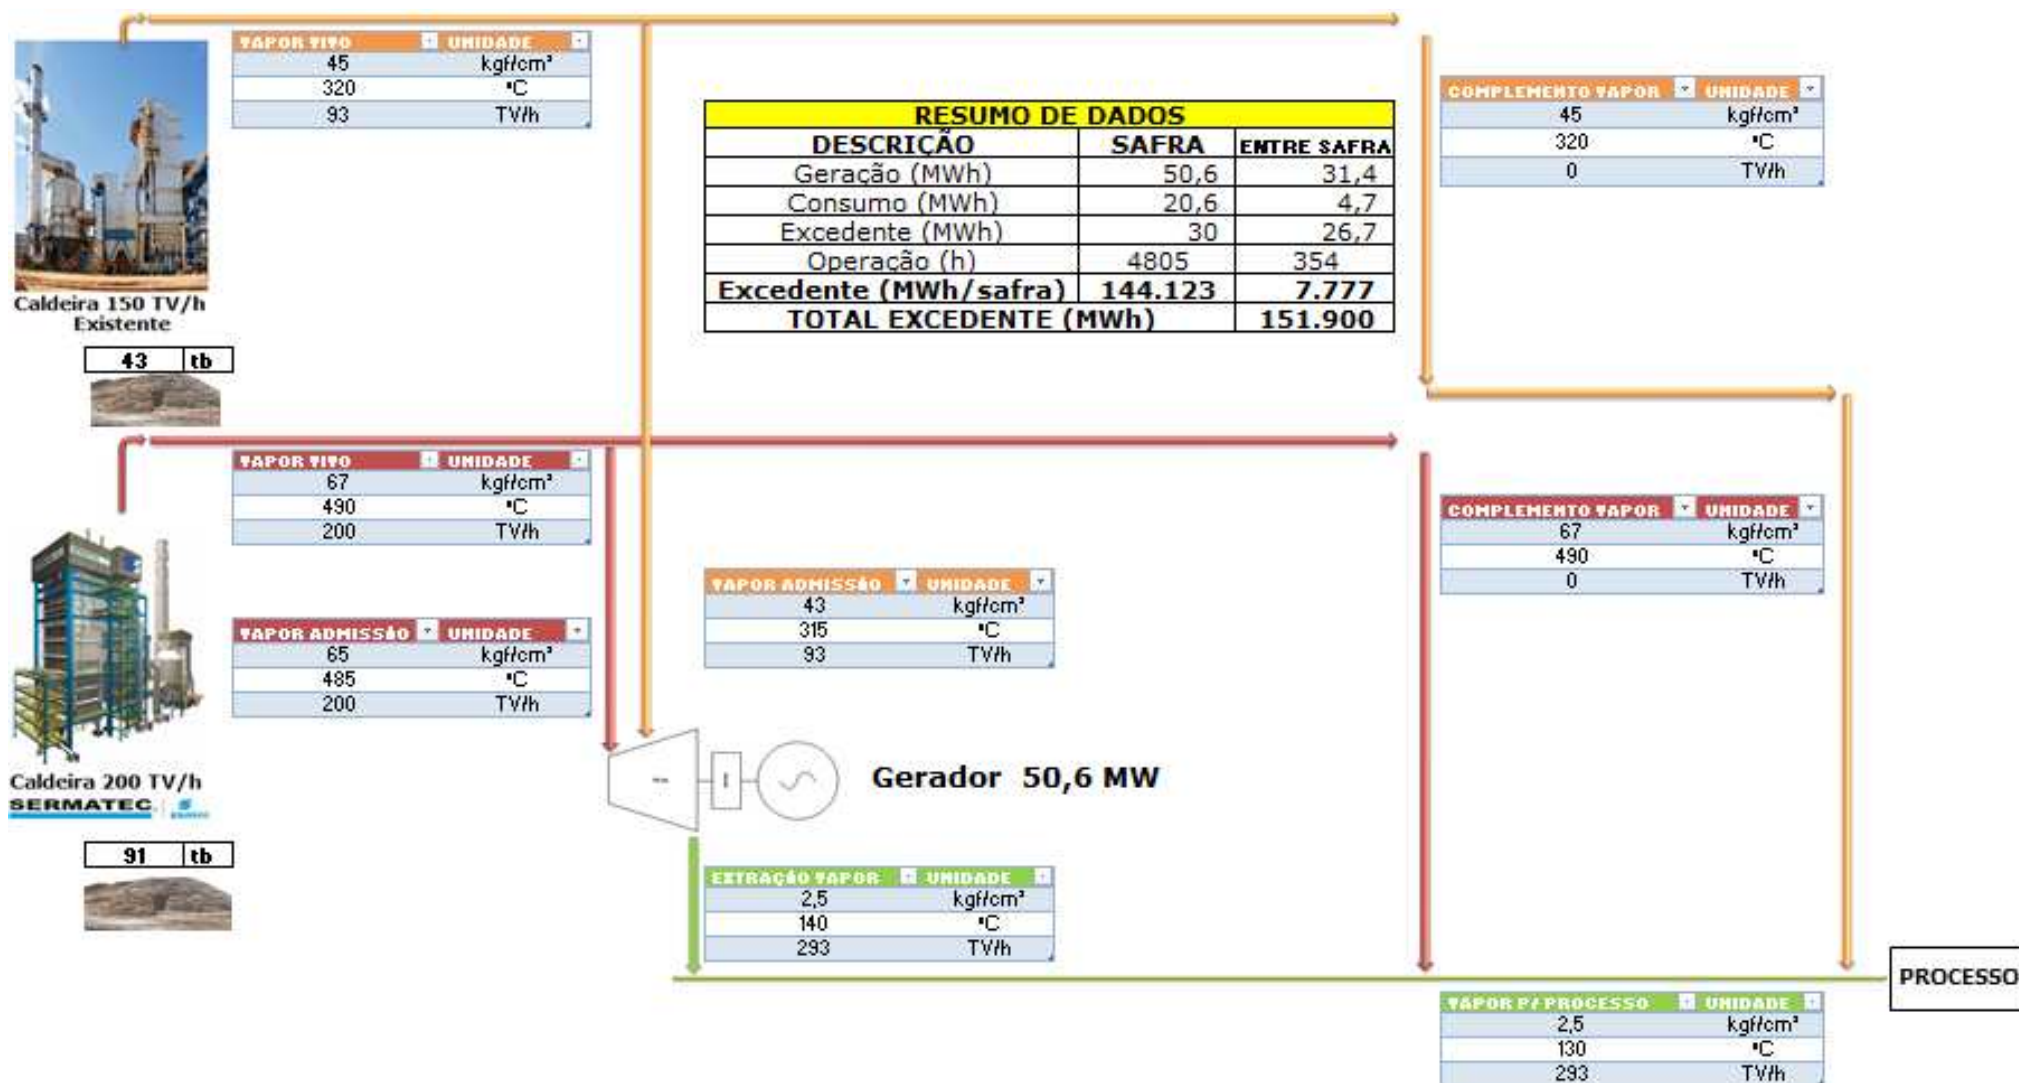 VAPOR VIVO UNIDADE
45 kgf/cm²
320 °C
93 TV/h
Caldeira 150 TV/h
Existente
43 tb
RESUMO DE DADOS
DESCRIÇÃO SAFRA ENTRE SAFRA
Geração (MWh) 50,6 31,4
Consumo (MWh) 20,6 4,7
Excedente (MWh) 30 26,7
Operação (h) 4805 354
Excedente (MWh/safra) 144.123 7.777
TOTAL EXCEDENTE (MWh) 151.900
COMPLEMENTO VAPOR UNIDADE
45 kgf/cm²
320 °C
0 TV/h
VAPOR VIVO UNIDADE
67 kgf/cm²
490 °C
200 TV/h
COMPLEMENTO VAPOR UNIDADE
67 kgf/cm²
490 °C
0 TV/h
VAPOR ADMISSÃO UNIDADE
65 kgf/cm²
485 °C
200 TV/h
VAPOR ADMISSÃO UNIDADE
43 kgf/cm²
315 °C
93 TV/h
Caldeira 200 TV/h
SERMATEC
91 tb
Gerador 50,6 MW
EXTRAÇÃO VAPOR UNIDADE
2,5 kgf/cm²
140 °C
293 TV/h
PROCESSO
VAPOR P/ PROCESSO UNIDADE
2,5 kgf/cm²
130 °C
293 TV/h